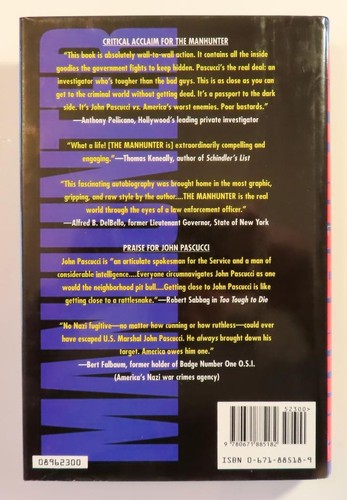 CRITICAL ACCLAIM FOR THE MANHUNTER
"This book is absolutely wall-to-wall action. It contains all the inside
goodies the government fights to keep hidden. Pascucci's the real deal: an
investigator who's tougher than the bad guys. This is as close as you can
get to the criminal world without getting dead. It's a passport to the dark
side. It's John Pascucci vs. America's worst enemies. Poor bastards."
—Anthony Pellicano, Hollywood's leading private investigator
"What a life! [THE MANHUNTER is] extraordinarily compelling and
engaging."—Thomas Keneally, author of Schindler's List
"This fascinating autobiography was brought home in the most graphic,
gripping, and raw style by the author....THE MANHUNTER is the real
world through the eyes of a law enforcement officer."
—Alfred B. DelBello, former Lieutenant Governor, State of New York
PRAISE FOR JOHN PASCUCCI
John Pascucci is "an articulate spokesman for the Service and a man of
considerable intelligence....Everyone circumnavigates John Pascucci as one
would the neighborhood pit bull....Getting close to John Pascucci is like
getting close to a rattlesnake."—Robert Sabbag in Too Tough to Die
"No Nazi fugitive—no matter how cunning or how ruthless—could ever
have escaped U.S. Marshal John Pascucci. He always brought down his
target. America owes him one."
—Bert Falbaum, former holder of Badge Number One O.S.I.
(America's Nazi war crimes agency)
MANHUNTER
52300
9 780671 885182
ISBN 0-671-88518-9
08962300